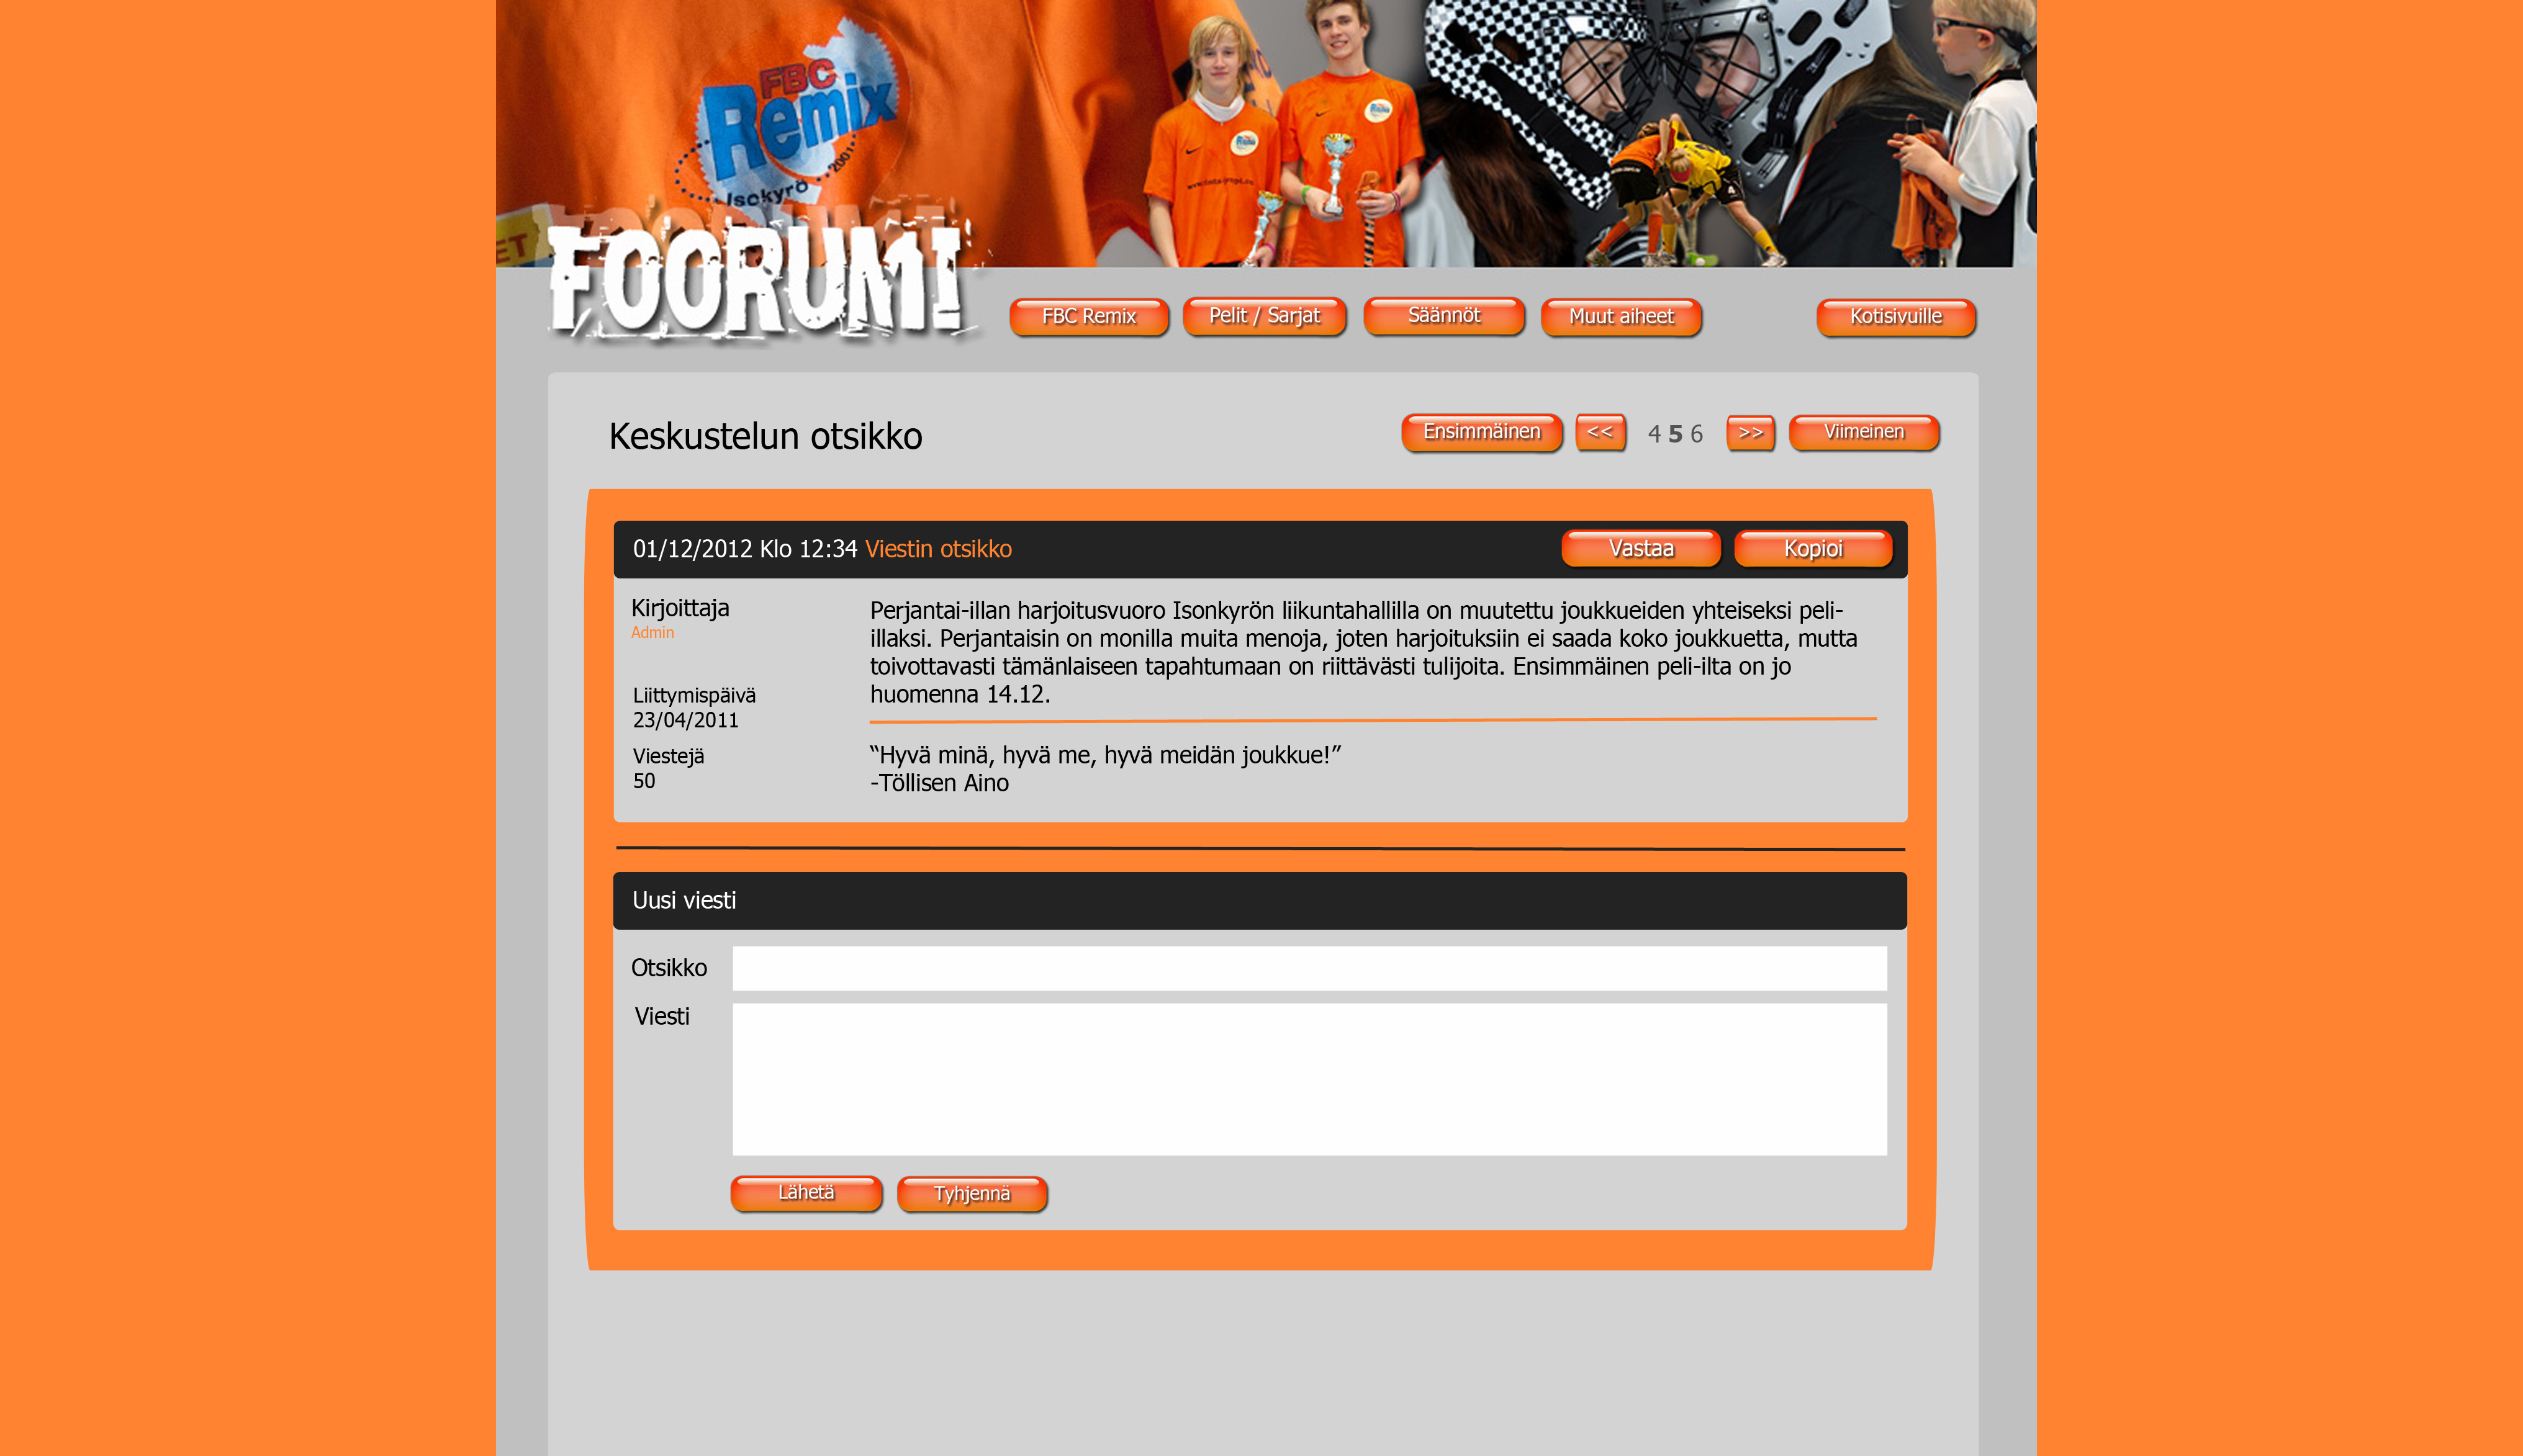 FBC
Remix
Isokyrö ..2001.
ET
FOORUMI
FBC Remix
Pelit / Sarjat
Säännöt
Muut aiheet
Kotisivuille
Keskustelun otsikko
Ensimmäinen
<<
4 5 6
>>
Viimeinen
01/12/2012 Klo 12:34 Viestin otsikko
Vastaa
Kopioi
Kirjoittaja
Admin
Liittymispäivä
23/04/2011
Viestejä
50
Perjantai-illan harjoitusvuoro Isonkyrön liikuntahallilla on muutettu joukkueiden yhteiseksi peli-
illaksi. Perjantaisin on monilla muita menoja, joten harjoituksiin ei saada koko joukkuetta, mutta
toivottavasti tämänlaiseen tapahtumaan on riittävästi tulijoita. Ensimmäinen peli-ilta on jo
huomenna 14.12.
“Hyvä minä, hyvä me, hyvä meidän joukkue!”
-Töllisen Aino
Uusi viesti
Otsikko
Viesti
Lähetä
Tyhjennä